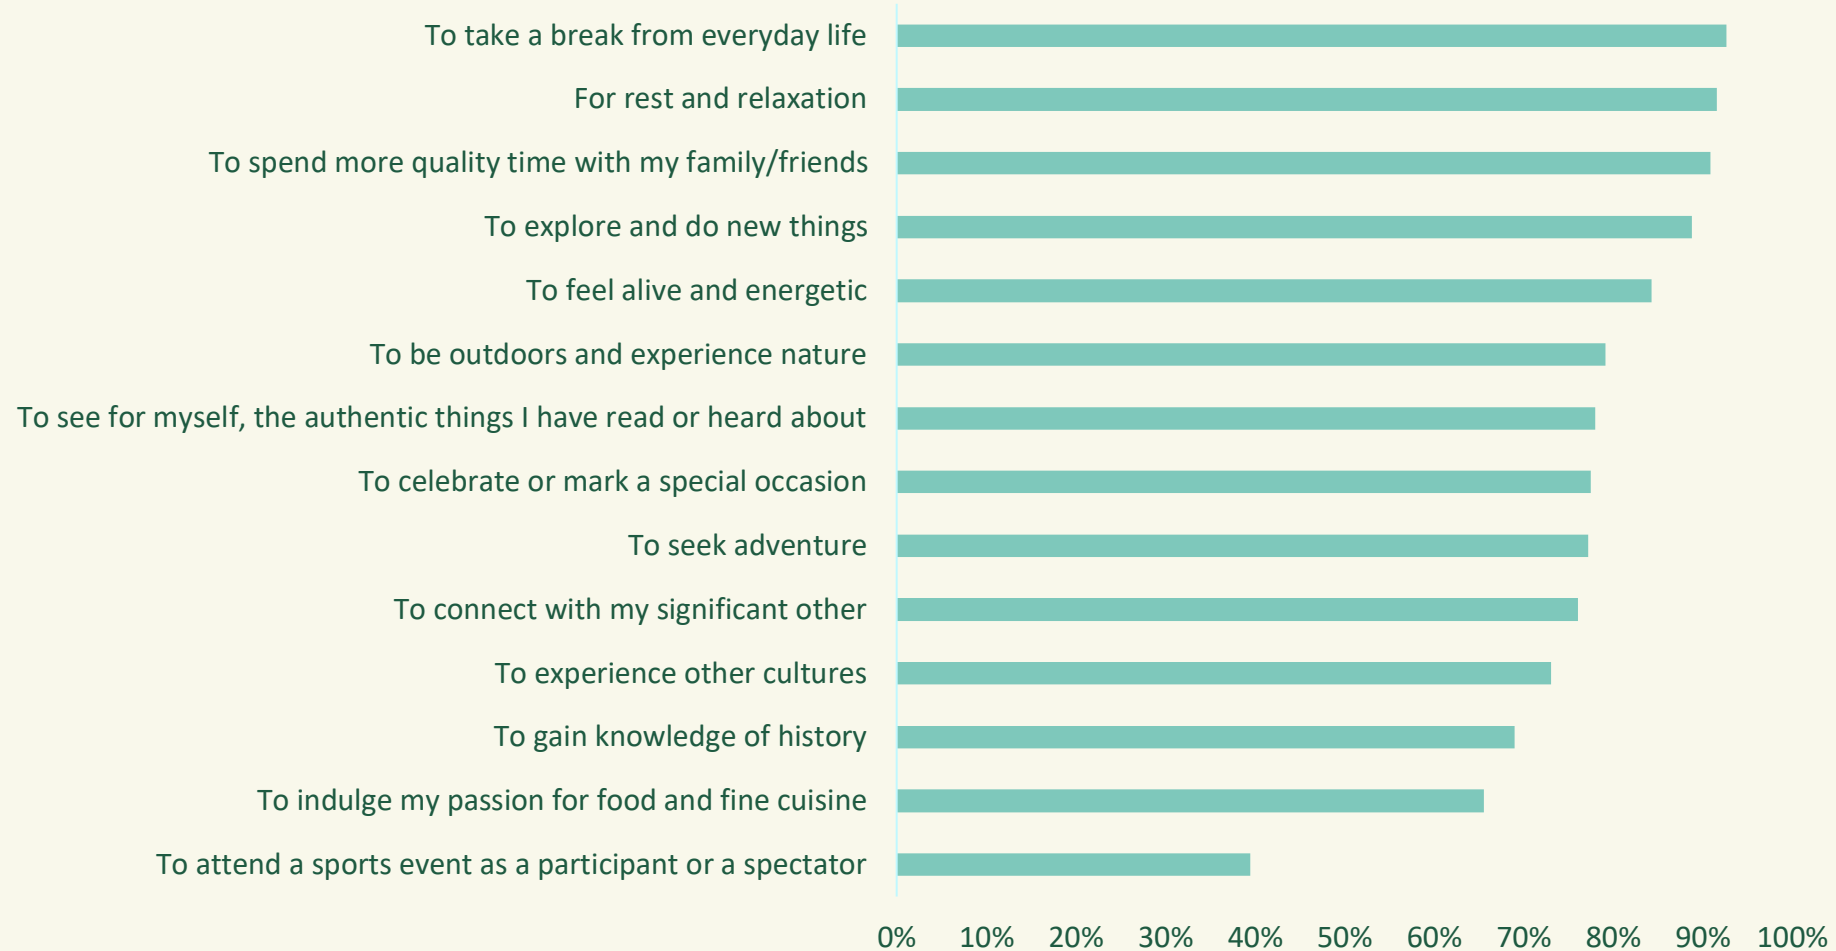 To take a break from everyday life
For rest and relaxation
To spend more quality time with my family/friends
To explore and do new things
To feel alive and energetic
To be outdoors and experience nature
To see for myself, the authentic things I have read or heard about
To celebrate or mark a special occasion
To seek adventure
To connect with my significant other
To experience other cultures
To gain knowledge of history
To indulge my passion for food and fine cuisine
To attend a sports event as a participant or a spectator
0% 10% 20% 30% 40% 50% 60% 70% 80% 90% 100%